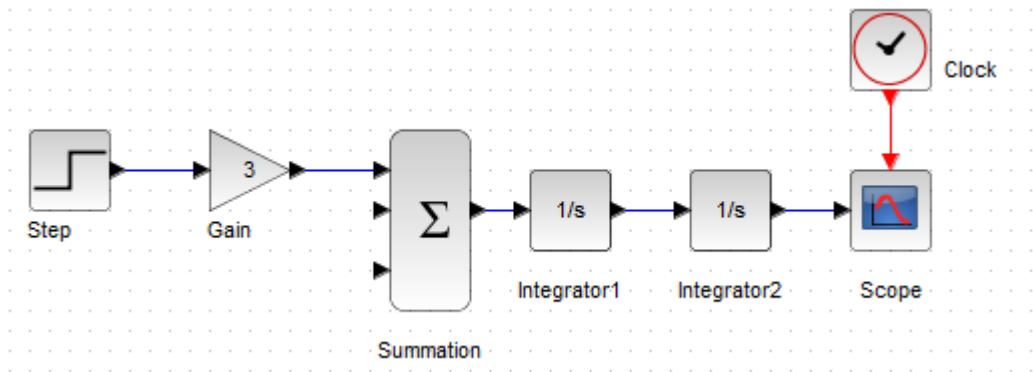 Clock
3
Σ
1/s
1/s
Step
Gain
Integrator1
Integrator2
Scope
Summation